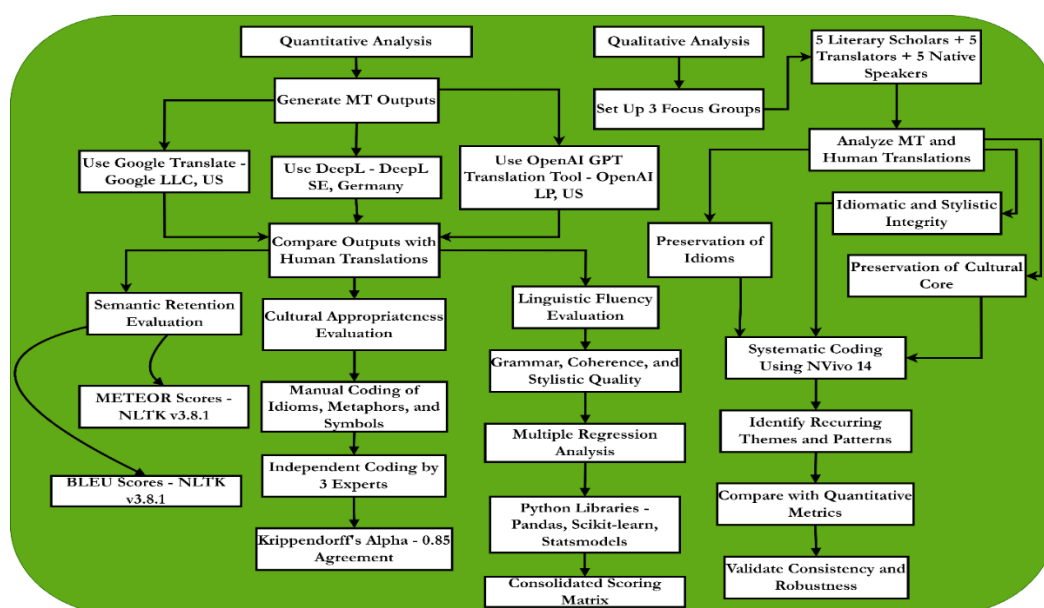 Quantitative Analysis
Generate MT Outputs
Use Google Translate -
Google LLC, US
Use DeepL - DeepL
SE, Germany
Use OpenAI GPT
Translation Tool - OpenAI
LP, US
Compare Outputs with
Human Translations
Semantic Retention
Evaluation
METEOR Scores -
NLTK v3.8.1
BLEU Scores - NLTK
v3.8.1
Cultural Appropriateness
Evaluation
Manual Coding of
Idioms, Metaphors, and
Symbols
Independent Coding by
3 Experts
Krippendorff's Alpha - 0.85
Agreement
Linguistic Fluency
Evaluation
Grammar, Coherence, and
Stylistic Quality
Multiple Regression
Analysis
Python Libraries -
Pandas, Scikit-learn,
Statsmodels
Consolidated Scoring
Matrix
Qualitative Analysis
Set Up 3 Focus Groups
5 Literary Scholars + 5
Translators + 5 Native
Speakers
Analyze MT and
Human Translations
Idiomatic and Stylistic
Integrity
Preservation of
Idioms
Preservation of Cultural
Core
Systematic Coding
Using NVivo 14
Identify Recurring
Themes and Patterns
Compare with Quantitative
Metrics
Validate Consistency and
Robustness